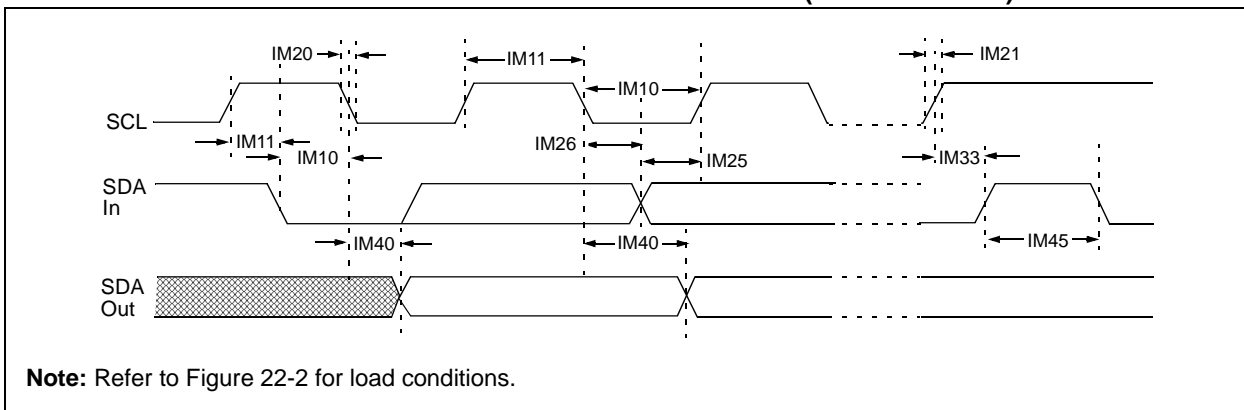 IM20
IM11
IM21
IM10
SCL
IM11
IM26
IM10
IM25
IM33
SDA
In
IM40
IM40
IM45
SDA
Out
Note: Refer to Figure 22-2 for load conditions.